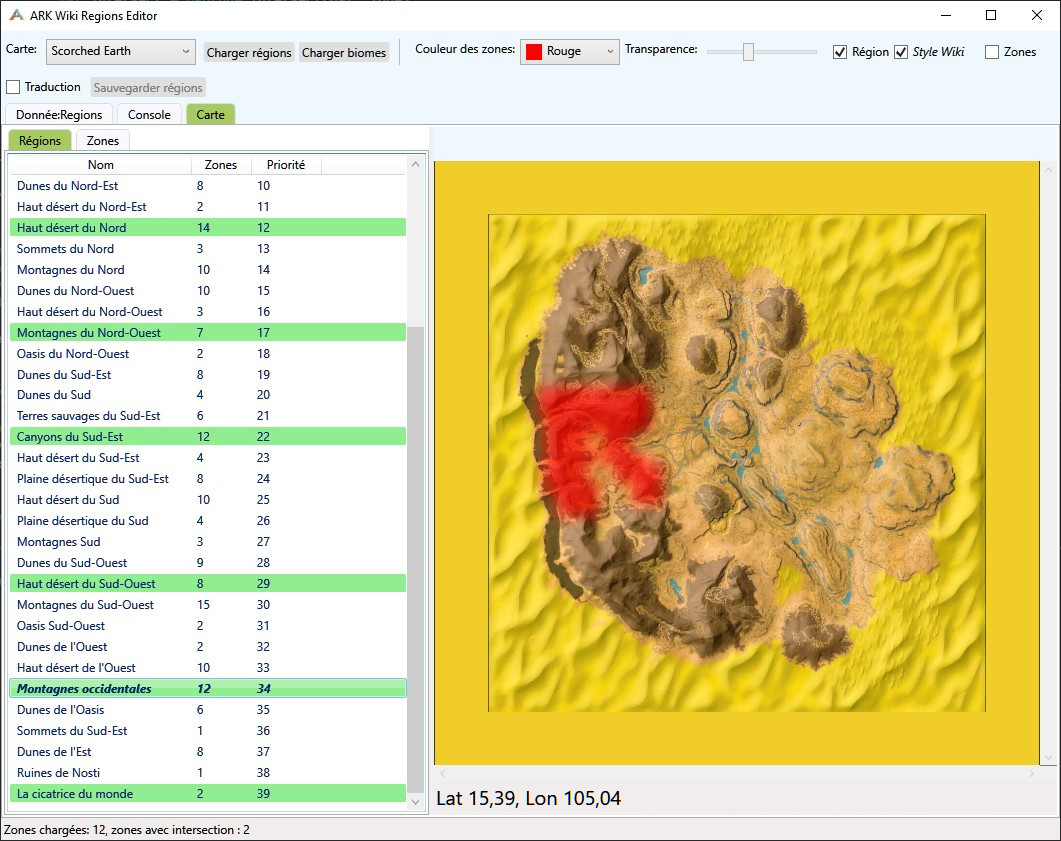 ARK Wiki Regions Editor
Carte: Scorched Earth Charger régions Charger biomes Couleur des zones: Rouge Transparence: Région Style Wiki Zones
Traduction Sauvegarder régions
Donnée:Regions Console Carte
Régions Zones
Nom Zones Priorité
Dunes du Nord-Est 8 10
Haut désert du Nord-Est 2 11
Haut désert du Nord 14 12
Sommets du Nord 3 13
Montagnes du Nord 10 14
Dunes du Nord-Ouest 10 15
Haut désert du Nord-Ouest 3 16
Montagnes du Nord-Ouest 7 17
Oasis du Nord-Ouest 2 18
Dunes du Sud-Est 8 19
Dunes du Sud 4 20
Terres sauvages du Sud-Est 6 21
Canyons du Sud-Est 12 22
Haut désert du Sud-Est 4 23
Plaine désertique du Sud-Est 8 24
Haut désert du Sud 10 25
Plaine désertique du Sud 4 26
Montagnes Sud 3 27
Dunes du Sud-Ouest 9 28
Haut désert du Sud-Ouest 8 29
Montagnes du Sud-Ouest 15 30
Oasis Sud-Ouest 2 31
Dunes de l'Ouest 2 32
Haut désert de l'Ouest 10 33
Montagnes occidentales 12 34
Dunes de l'Oasis 6 35
Sommets du Sud-Est 1 36
Dunes de l'Est 8 37
Ruines de Nosti 1 38
La cicatrice du monde 2 39
Lat 15,39, Lon 105,04
Zones chargées: 12, zones avec intersection : 2